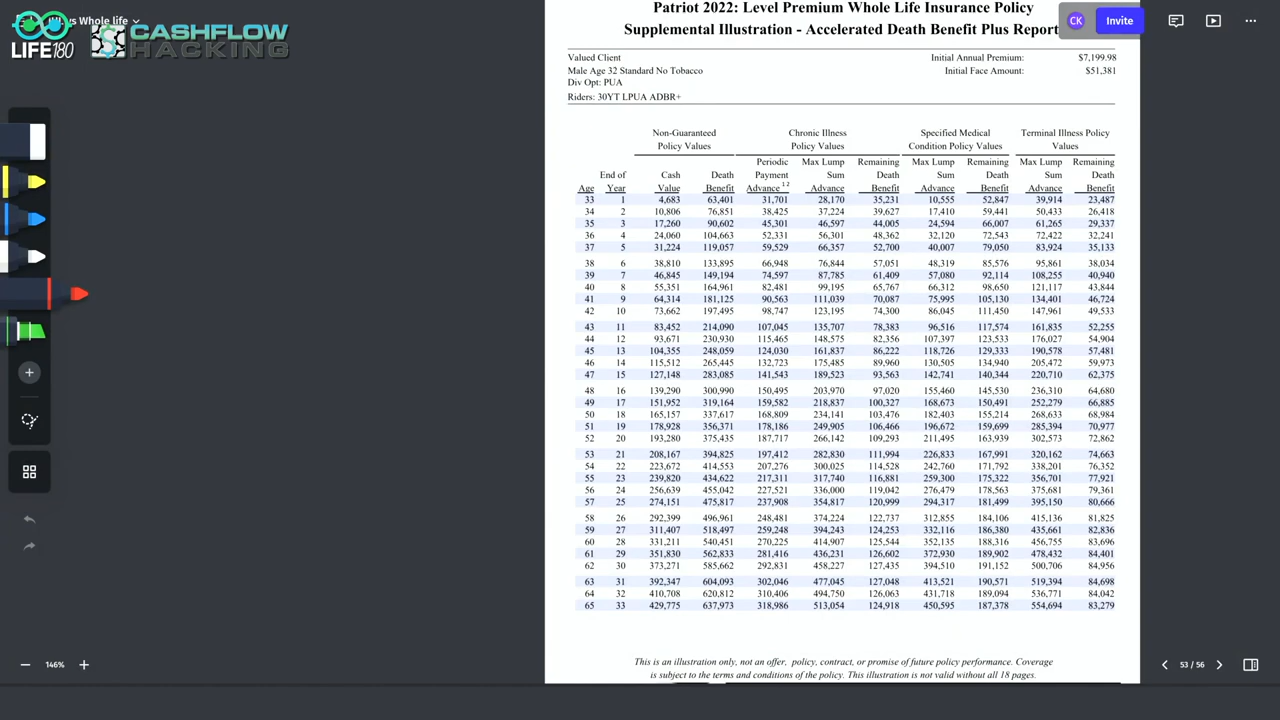 Whole life
LIFE180
CASHFLOW
HACKING
CK
Invite
Patriot 2022: Level Premium Whole Life Insurance Policy
Supplemental Illustration - Accelerated Death Benefit Plus Report
Valued Client
Initial Annual Premium: $7,199.98
Male Age 32 Standard No Tobacco
Initial Face Amount: $51,381
Div Opt: PUA
Riders: 30YT LPUA ADBR+
Non-Guaranteed Chronic Illness Specified Medical Terminal Illness Policy
Policy Values Policy Values Condition Policy Values Values
Periodic Max Lump Remaining Max Lump Remaining Max Lump Remaining
End of Cash Death Payment Sum Death Sum Death Sum Death
Age Year Value Benefit Advance 1 2 Advance Benefit Advance Benefit Advance Benefit
33 1 4,683 63,401 31,701 28,170 35,231 10,555 52,847 39,914 23,487
34 2 10,806 76,851 38,425 37,224 39,627 17,410 59,441 50,433 26,418
35 3 17,260 90,602 45,301 46,597 44,005 24,594 66,007 61,265 29,337
36 4 24,060 104,663 52,331 56,301 48,362 32,120 72,543 72,422 32,241
37 5 31,224 119,057 59,529 66,357 52,700 40,007 79,050 83,924 35,133
38 6 38,810 133,895 66,948 76,844 57,051 48,319 85,576 95,861 38,034
39 7 46,845 149,194 74,597 87,785 61,409 57,080 92,114 108,255 40,940
40 8 55,351 164,961 82,481 99,195 65,767 66,312 98,650 121,117 43,844
41 9 64,314 181,125 90,563 111,039 70,087 75,995 105,130 134,401 46,724
42 10 73,662 197,495 98,747 123,195 74,300 86,045 111,450 147,961 49,533
43 11 83,452 214,090 107,045 135,707 78,383 96,516 117,574 161,835 52,255
44 12 93,671 230,930 115,465 148,575 82,356 107,397 123,533 176,027 54,904
45 13 104,355 248,059 124,030 161,837 86,222 118,726 129,333 190,578 57,481
46 14 115,512 265,445 132,723 175,485 89,960 130,505 134,940 205,472 59,973
47 15 127,148 283,085 141,543 189,523 93,563 142,741 140,344 220,710 62,375
48 16 139,290 300,990 150,495 203,970 97,020 155,460 145,530 236,310 64,680
49 17 151,952 319,164 159,582 218,837 100,327 168,673 150,491 252,279 66,885
50 18 165,157 337,617 168,809 234,141 103,476 182,403 155,214 268,633 68,984
51 19 178,928 356,371 178,186 249,905 106,466 196,672 159,699 285,394 70,977
52 20 193,280 375,435 187,717 266,142 109,293 211,495 163,939 302,573 72,862
53 21 208,167 394,825 197,412 282,830 111,994 226,833 167,991 320,162 74,663
54 22 223,672 414,553 207,276 300,025 114,528 242,760 171,792 338,201 76,352
55 23 239,820 434,622 217,311 317,740 116,881 259,300 175,322 356,701 77,921
56 24 256,639 455,042 227,521 336,000 119,042 276,479 178,563 375,681 79,361
57 25 274,151 475,817 237,908 354,817 120,999 294,317 181,499 395,150 80,666
58 26 292,399 496,961 248,481 374,224 122,737 312,855 184,106 415,136 81,825
59 27 311,407 518,497 259,248 394,943 124,253 332,116 186,380 435,661 82,836
60 28 331,211 540,451 270,225 414,907 125,544 352,135 188,316 456,755 83,696
61 29 351,830 562,833 281,416 436,231 126,602 372,930 189,902 478,432 84,401
62 30 373,271 585,662 292,831 458,227 127,435 394,510 191,152 500,706 84,956
63 31 392,347 604,093 302,046 477,045 127,048 413,521 190,571 519,394 84,698
64 32 410,708 620,812 310,406 494,750 126,063 431,718 189,094 536,771 84,042
65 33 429,775 637,973 318,986 513,054 124,918 450,595 187,378 554,694 83,279
This is an illustration only, not an offer, policy, contract, or promise of future policy performance. Coverage
is subject to the terms and conditions of the policy. This illustration is not valid without all 18 pages.
146%
53 / 56